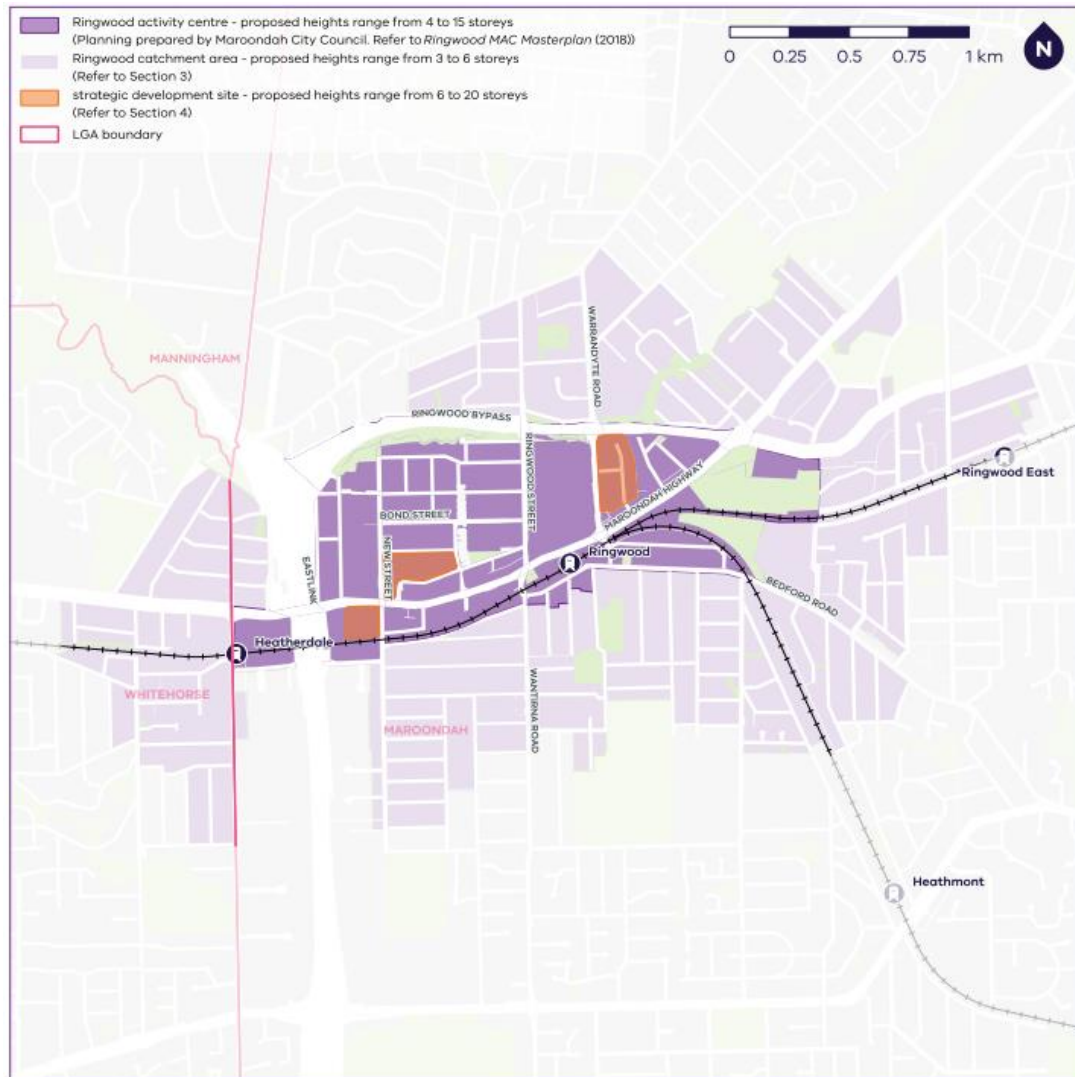 Ringwood activity centre - proposed heights range from 4 to 15 storeys
(Planning prepared by Maroondah City Council. Refer to Ringwood MAC Masterplan (2018))
Ringwood catchment area - proposed heights range from 3 to 6 storeys
(Refer to Section 3)
strategic development site - proposed heights range from 6 to 20 storeys
(Refer to Section 4)
LGA boundary
0 0.25 0.5 0.75 1 km
N
MANNINGHAM
WARRANDYTE ROAD
RINGWOOD BYPASS
RINGWOOD STREET
MAROONDAH HIGHWAY
Ringwood East
BOND STREET
NEW STREET
EASTLINK
Ringwood
BEDFORD ROAD
Heatherdale
WHITEHORSE
MAROONDAH
WANTIRNA ROAD
Heathmont